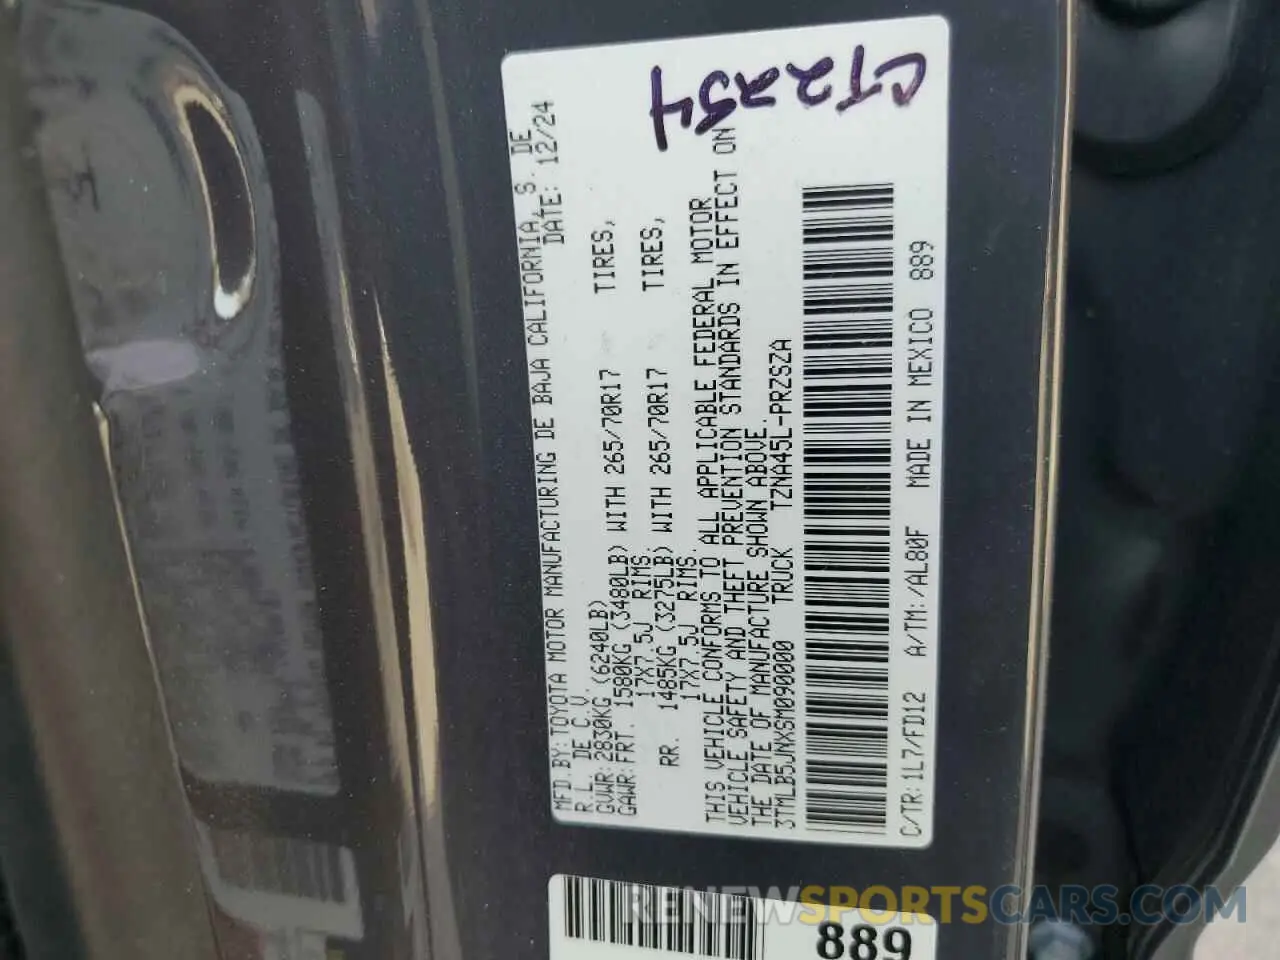 CT2254
MFD.BY:TOYOTA MOTOR MANUFACTURING DE BAJA CALIFORNIA, S. DE
R.L. DE C.V. DATE: 12/24
GVWR:2830KG (6240LB)
GAWR:FRT. 1580KG (3480LB) WITH 265/70R17 TIRES,
17X7.5J RIMS.
RR. 1485KG (3275LB) WITH 265/70R17 TIRES,
17X7.5J RIMS.
THIS VEHICLE CONFORMS TO ALL APPLICABLE FEDERAL MOTOR
VEHICLE SAFETY AND THEFT PREVENTION STANDARDS IN EFFECT ON
THE DATE OF MANUFACTURE SHOWN ABOVE.
3TMLB5JNXSM090000 TRUCK TZNA45L-PRZSZA
C/TR:1L7/FD12 A/TM:/AL80F MADE IN MEXICO 889
889
RENEWSPORTSCARS.COM